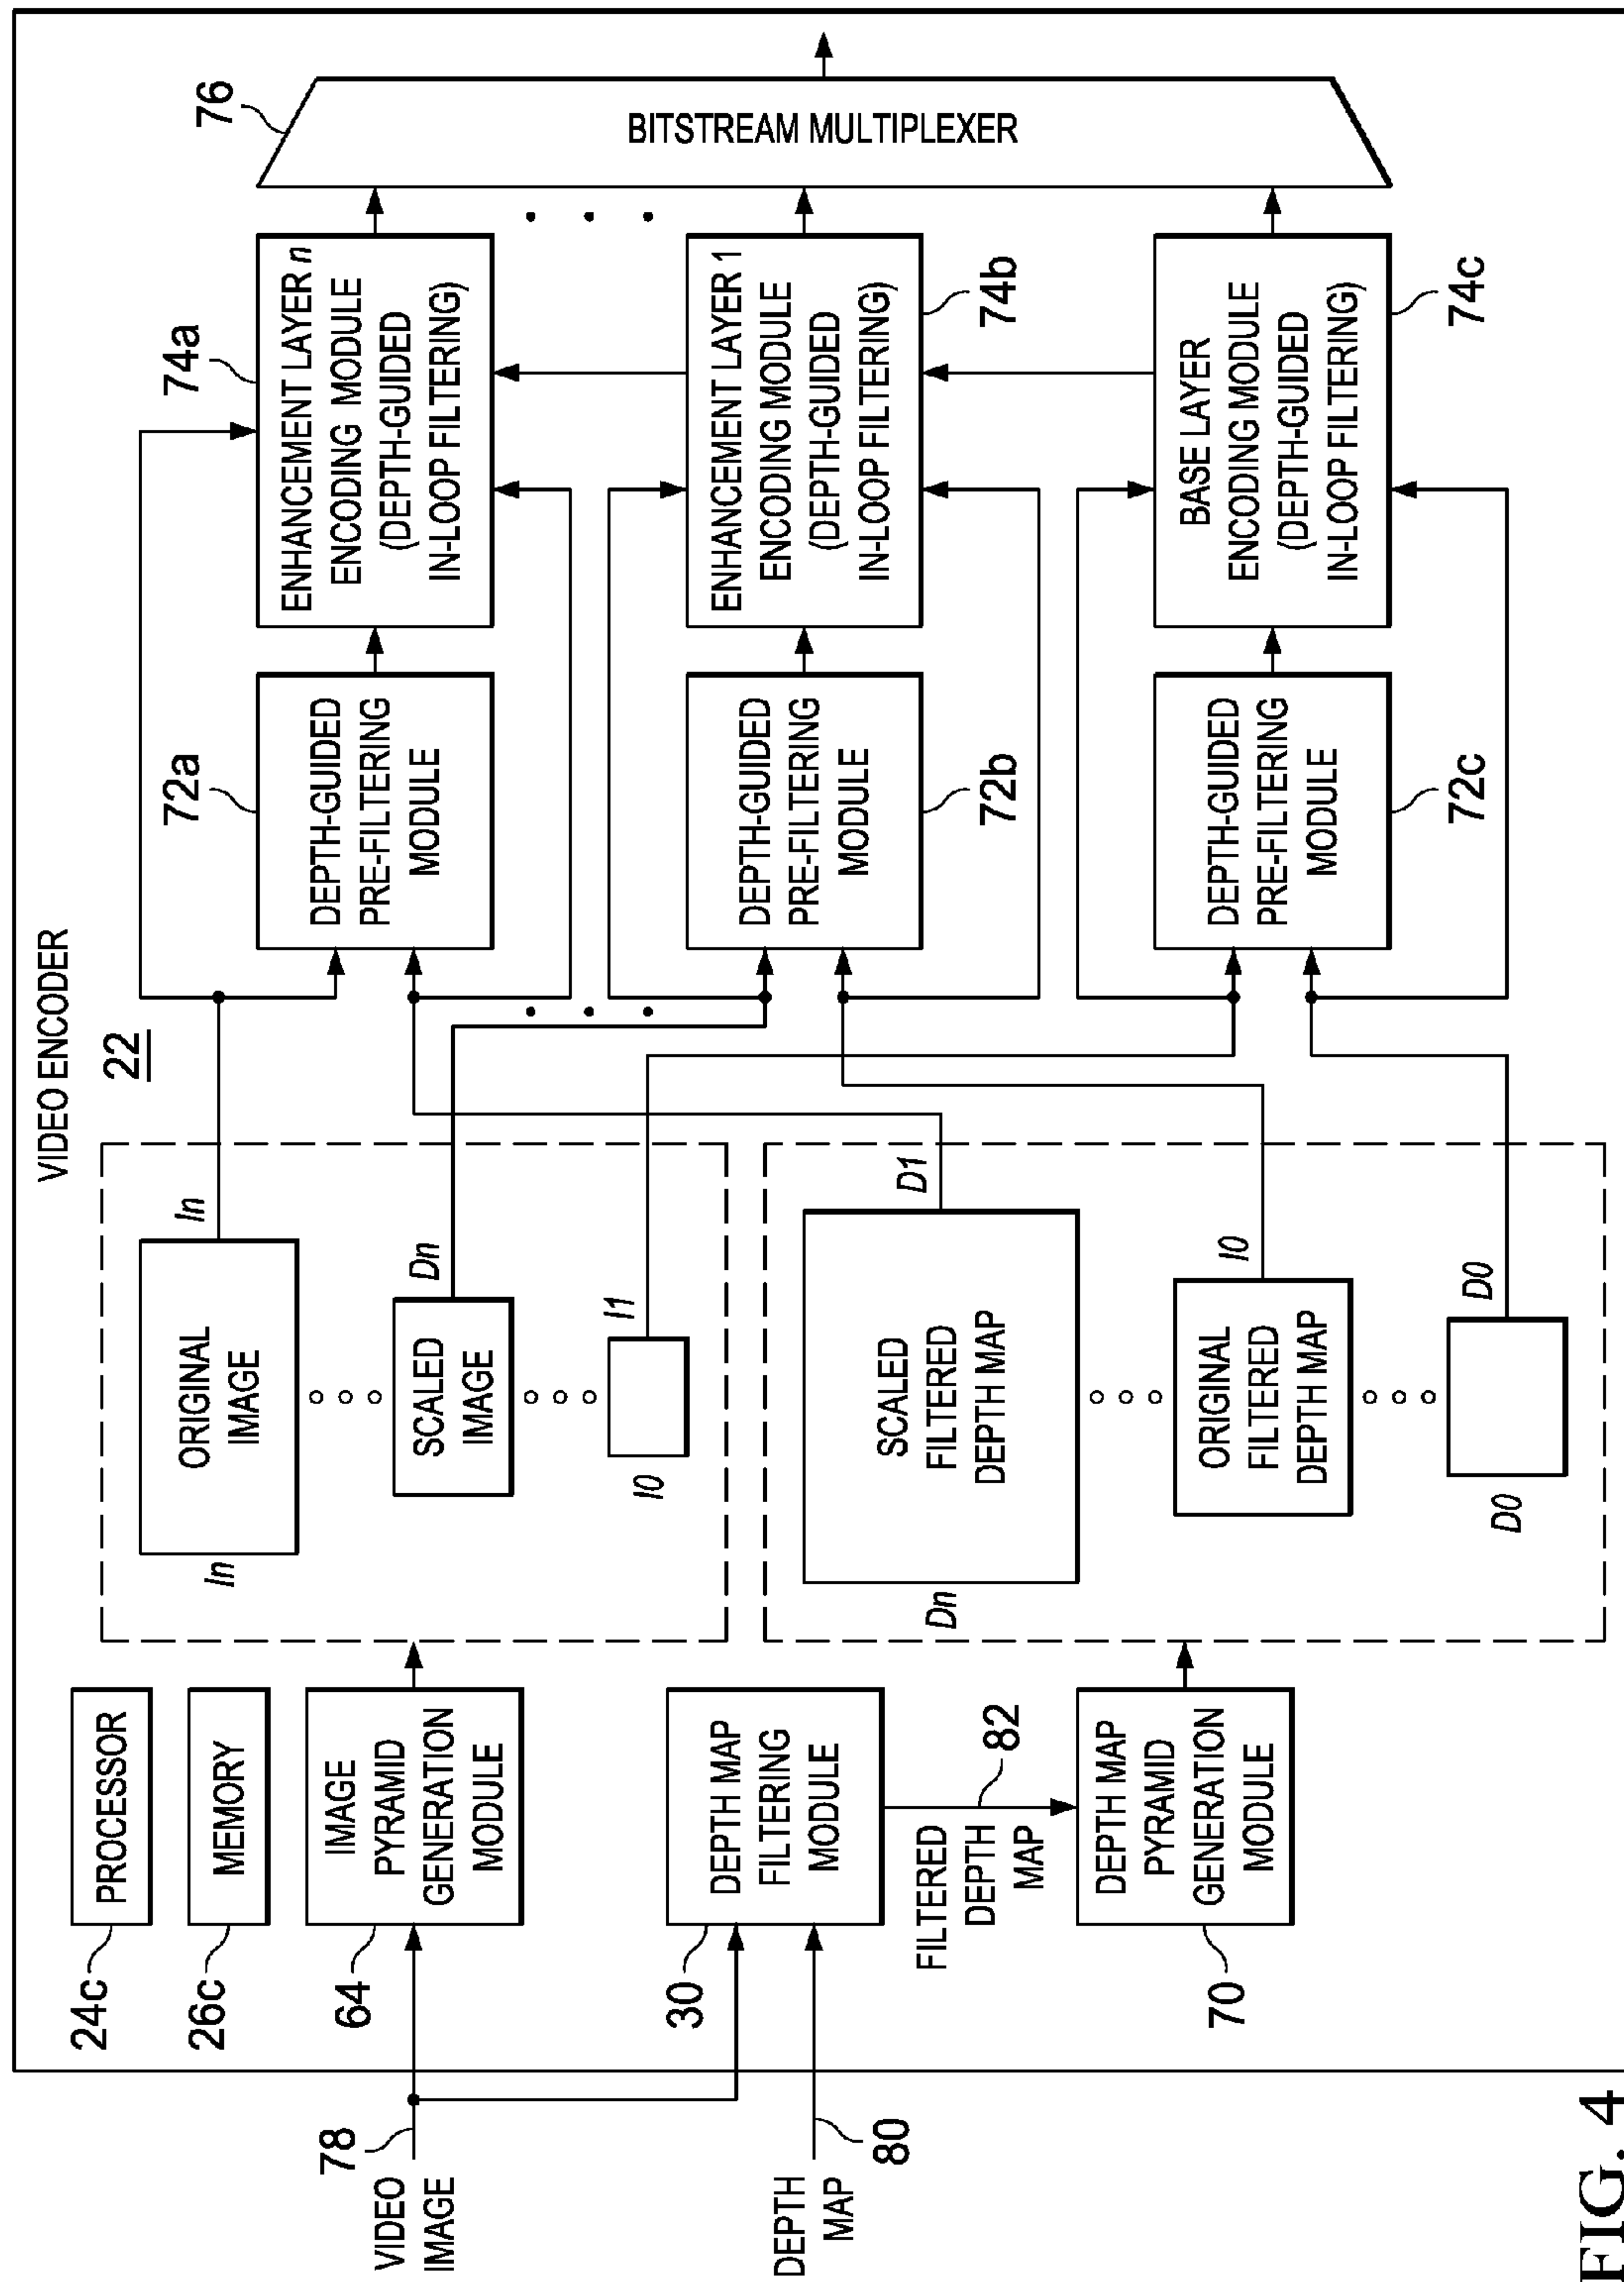 VIDEO ENCODER
22
24c
PROCESSOR
26c
MEMORY
64
IMAGE
PYRAMID
GENERATION
MODULE
78
VIDEO
IMAGE
30
DEPTH MAP
FILTERING
MODULE
80
DEPTH
MAP
FILTERED
DEPTH
MAP
82
70
DEPTH MAP
PYRAMID
GENERATION
MODULE
In
ORIGINAL
IMAGE
In
SCALED
IMAGE
Dn
I0
I1
Dn
SCALED
FILTERED
DEPTH MAP
D1
ORIGINAL
FILTERED
DEPTH MAP
I0
D0
D0
72a
DEPTH-GUIDED
PRE-FILTERING
MODULE
74a
ENHANCEMENT LAYER n
ENCODING MODULE
(DEPTH-GUIDED
IN-LOOP FILTERING)
DEPTH-GUIDED
PRE-FILTERING
MODULE
72b
ENHANCEMENT LAYER 1
ENCODING MODULE
(DEPTH-GUIDED
IN-LOOP FILTERING)
74b
DEPTH-GUIDED
PRE-FILTERING
MODULE
72c
BASE LAYER
ENCODING MODULE
(DEPTH-GUIDED
IN-LOOP FILTERING)
74c
76
BITSTREAM MULTIPLEXER
FIG. 4